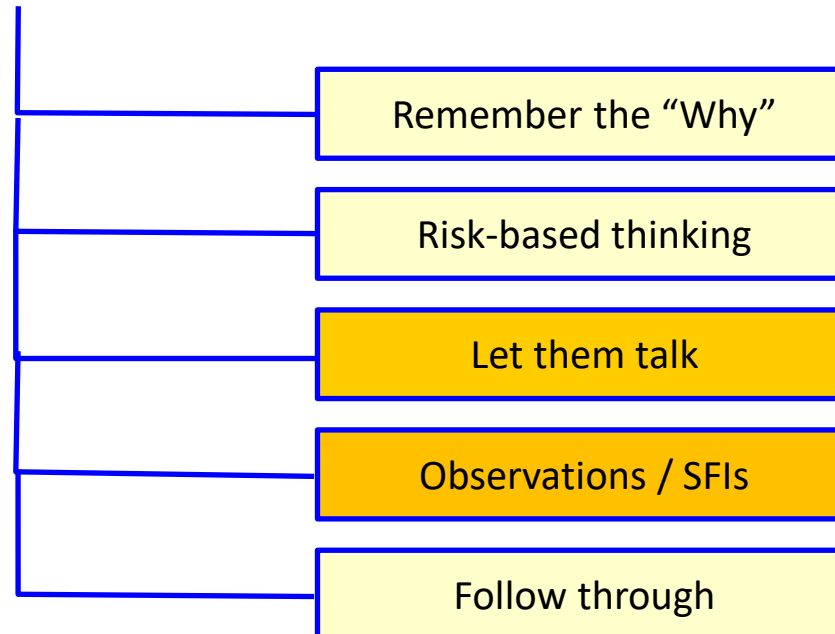 Remember the “Why”
Risk-based thinking
Let them talk
Observations / SFIs
Follow through